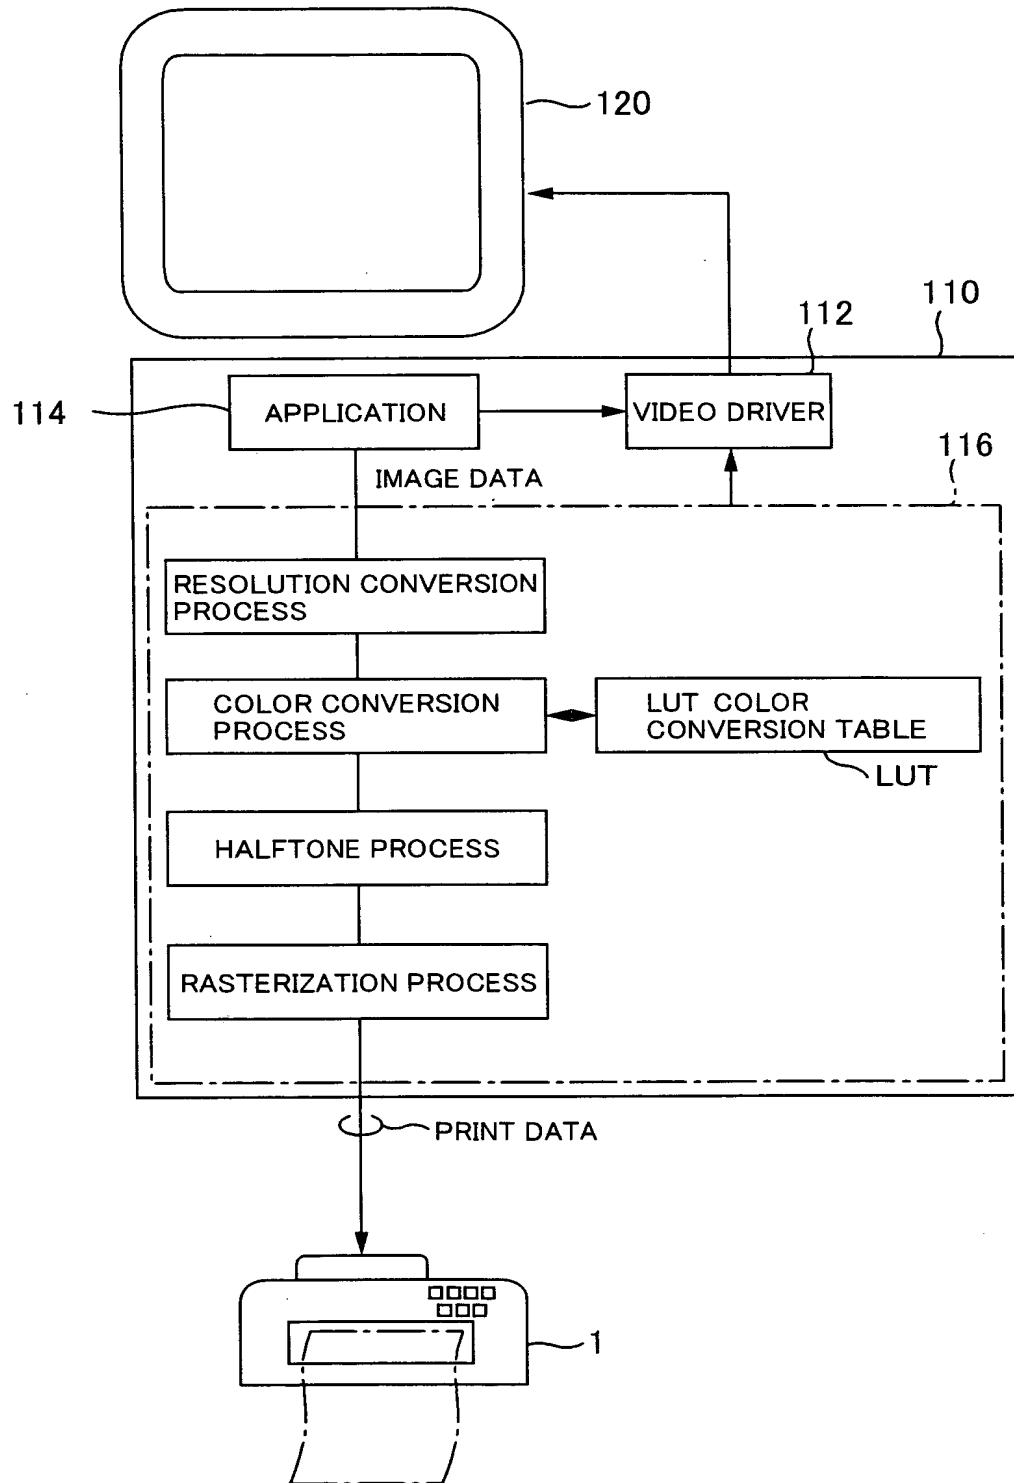 120
110
112
114
APPLICATION
VIDEO DRIVER
116
IMAGE DATA
RESOLUTION CONVERSION
PROCESS
COLOR CONVERSION
PROCESS
LUT COLOR
CONVERSION TABLE
LUT
HALFTONE PROCESS
RASTERIZATION PROCESS
PRINT DATA
1